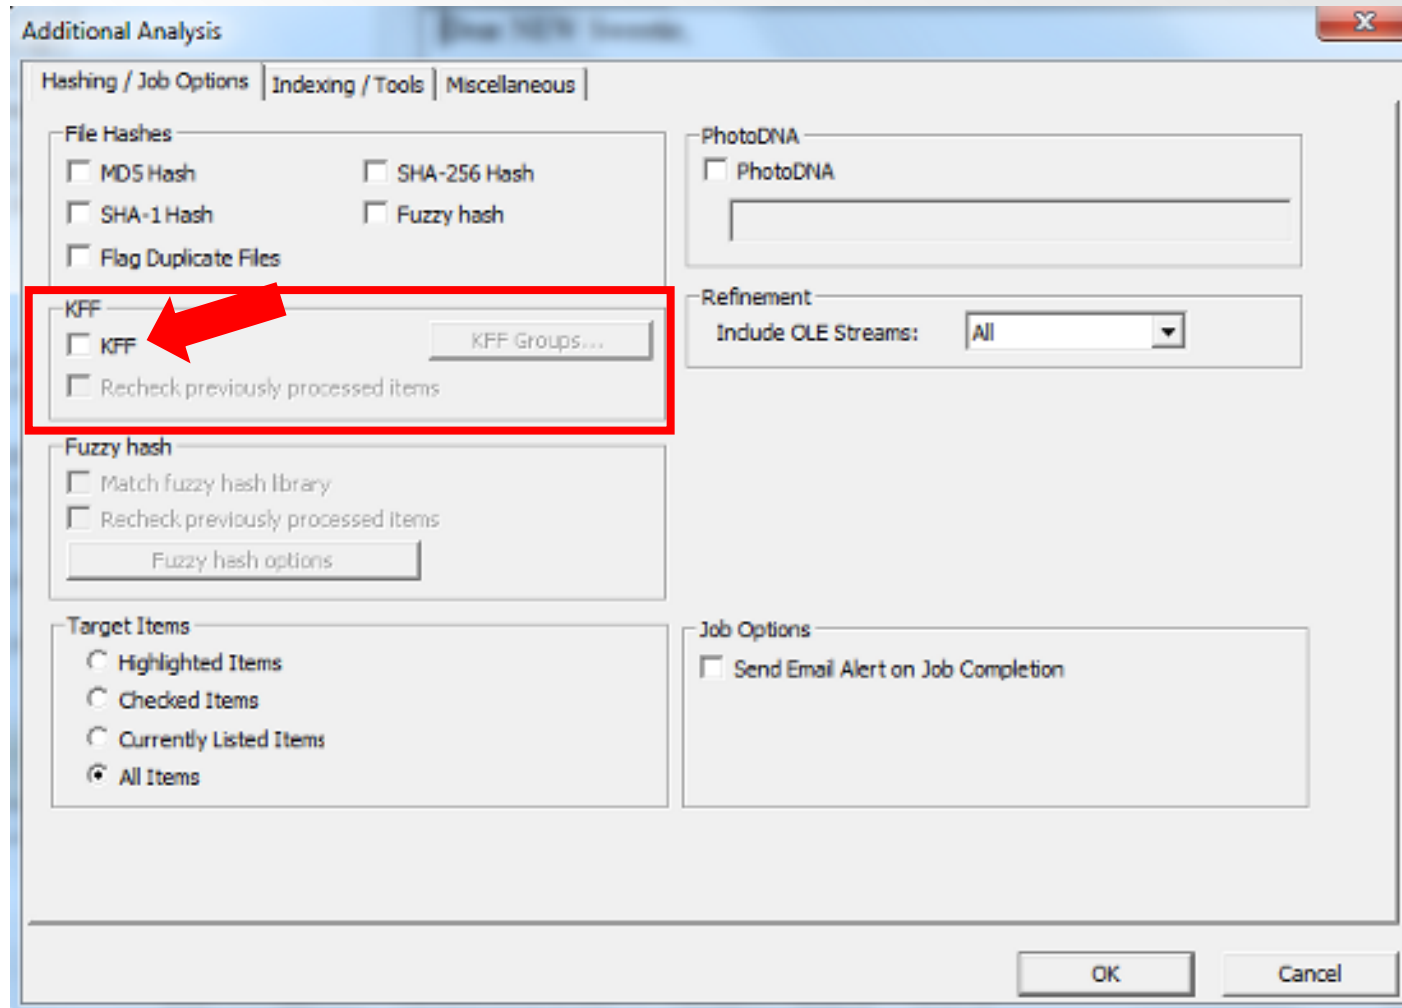 Additional Analysis
Hashing / Job Options
Indexing / Tools
Miscellaneous
File Hashes
MD5 Hash
SHA-256 Hash
SHA-1 Hash
Fuzzy hash
Flag Duplicate Files
KFF
KFF
KFF Groups...
Recheck previously processed items
Fuzzy hash
Match fuzzy hash library
Recheck previously processed items
Fuzzy hash options
Target Items
Highlighted Items
Checked Items
Currently Listed Items
All Items
PhotoDNA
PhotoDNA
Refinement
Include OLE Streams:
All
Job Options
Send Email Alert on Job Completion
OK
Cancel